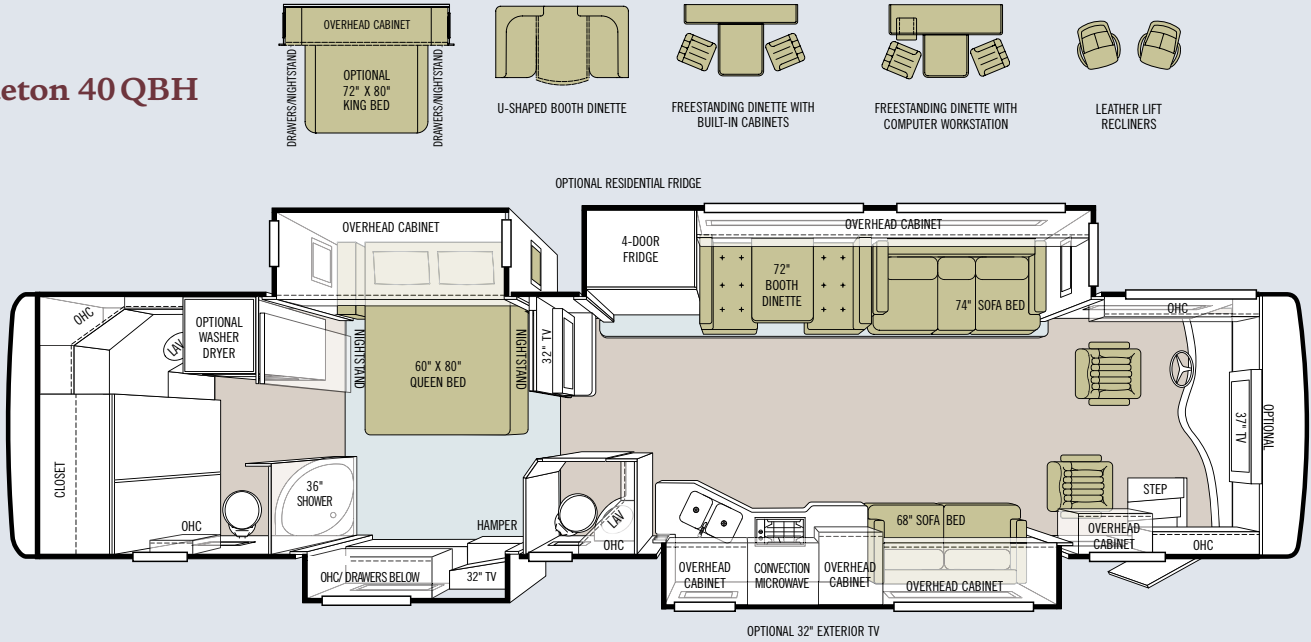 OVERHEAD CABINET
DRAWERS/NIGHTSTAND
OPTIONAL
72" X 80"
KING BED
DRAWERS/NIGHTSTAND
U-SHAPED BOOTH DINETTE
FREESTANDING DINETTE WITH
BUILT-IN CABINETS
FREESTANDING DINETTE WITH
COMPUTER WORKSTATION
LEATHER LIFT
RECLINERS
eton 40 QBH
OPTIONAL RESIDENTIAL FRIDGE
OVERHEAD CABINET
4-DOOR
FRIDGE
OVERHEAD CABINET
72"
BOOTH
DINETTE
74" SOFA BED
OHC
LAV
OPTIONAL
WASHER
DRYER
NIGHTSTAND
60" X 80"
QUEEN BED
NIGHTSTAND
32" TV
OHC
37" TV
OPTIONAL
CLOSET
OHC
36"
SHOWER
HAMPER
LAV
OHC
68" SOFA BED
STEP
OVERHEAD
CABINET
OHC
OHC/ DRAWERS BELOW
32" TV
OVERHEAD
CABINET
CONVECTION
MICROWAVE
OVERHEAD
CABINET
OVERHEAD CABINET
OPTIONAL 32" EXTERIOR TV